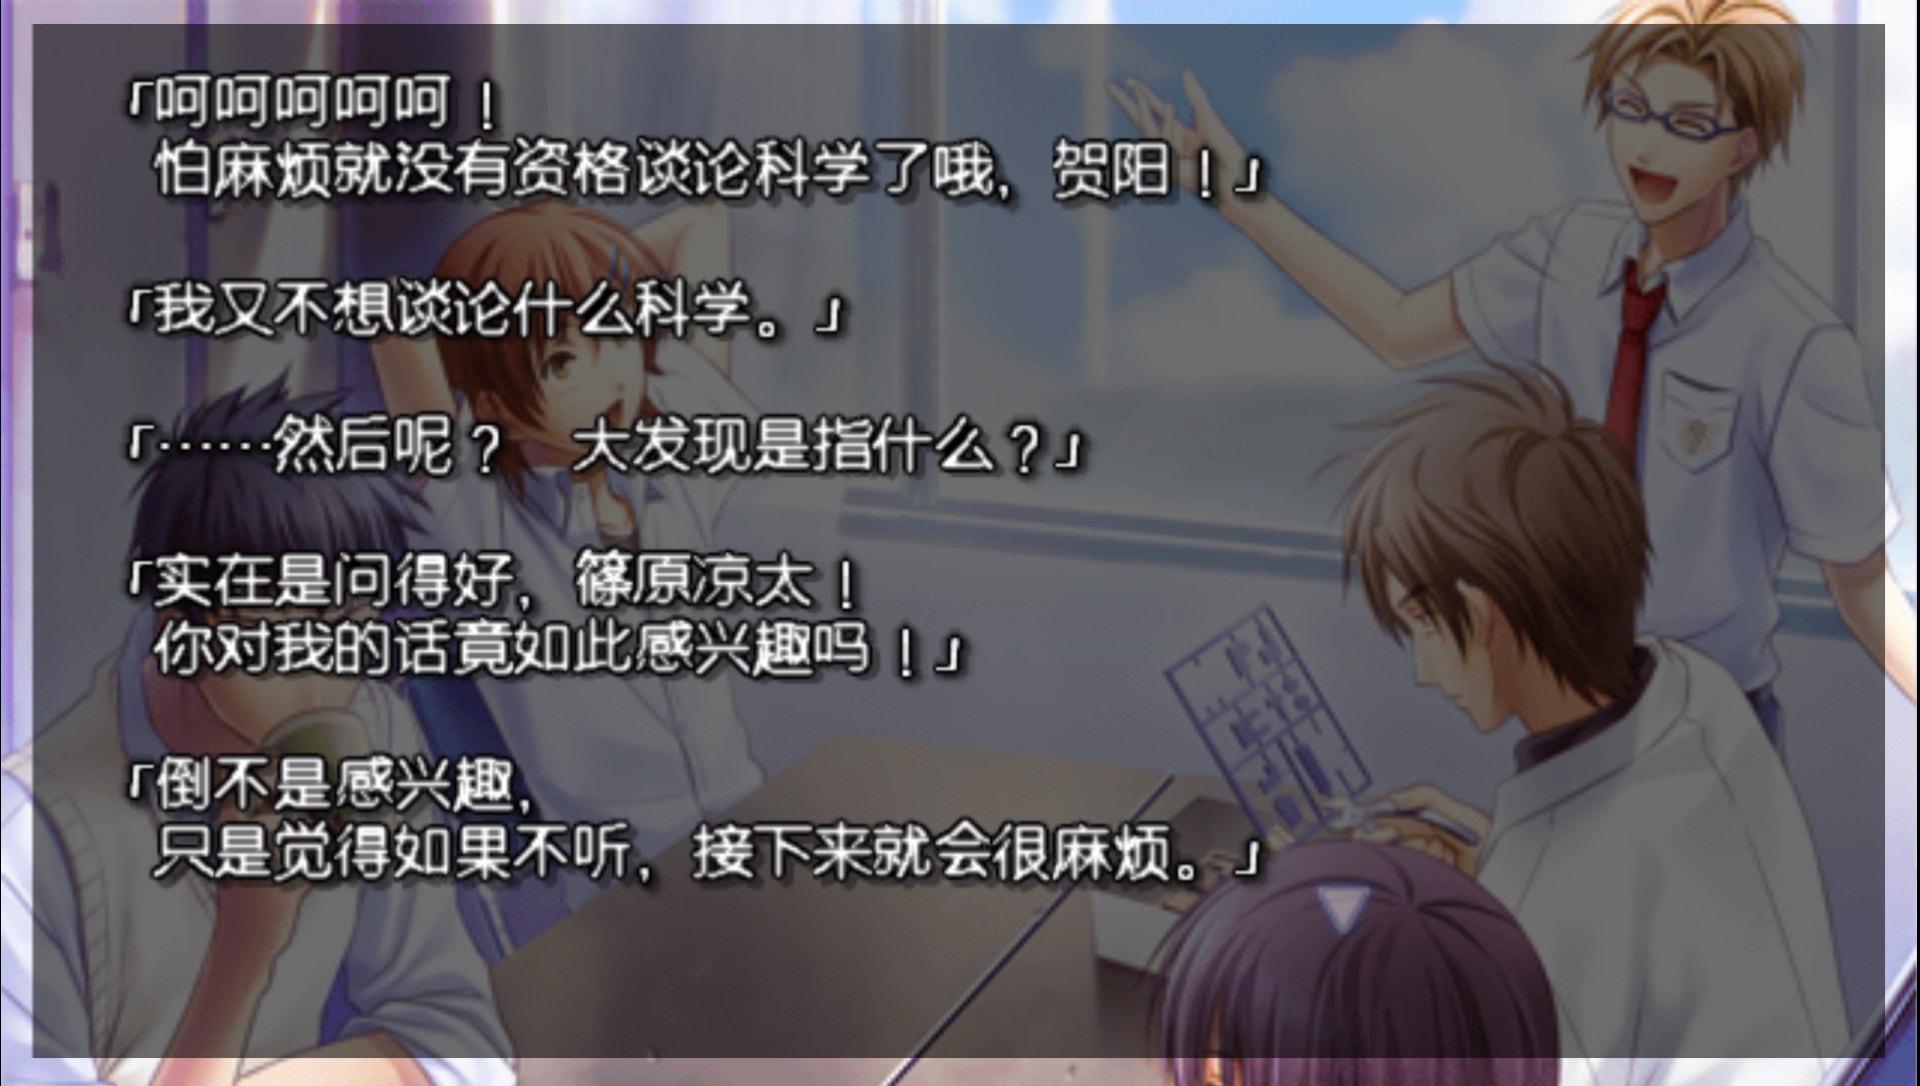 「呵呵呵呵呵！
怕麻烦就没有资格谈论科学了哦，贺阳！」
「我又不想谈论什么科学。」
「……然后呢？　大发现是指什么？」
「实在是问得好，篠原凉太！
你对我的话竟如此感兴趣吗！」
「倒不是感兴趣，
只是觉得如果不听，接下来就会很麻烦。」